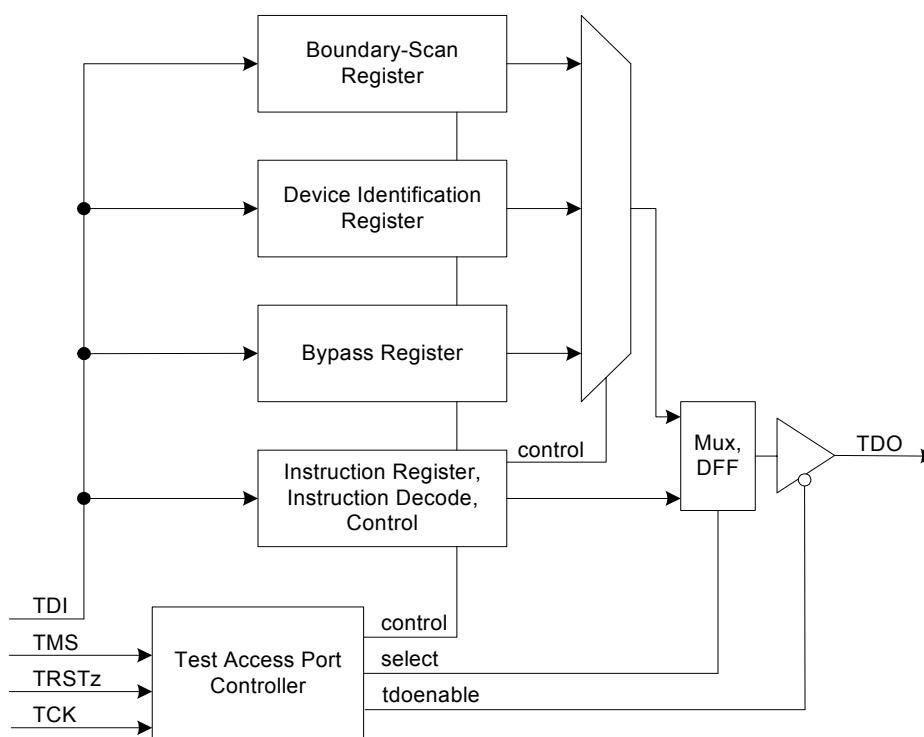 Boundary-Scan
Register
Device Identification
Register
Bypass Register
control
Instruction Register,
Instruction Decode,
Control
Mux,
DFF
TDO
TDI
TMS
TRSTz
TCK
Test Access Port
Controller
control
select
tdoenable